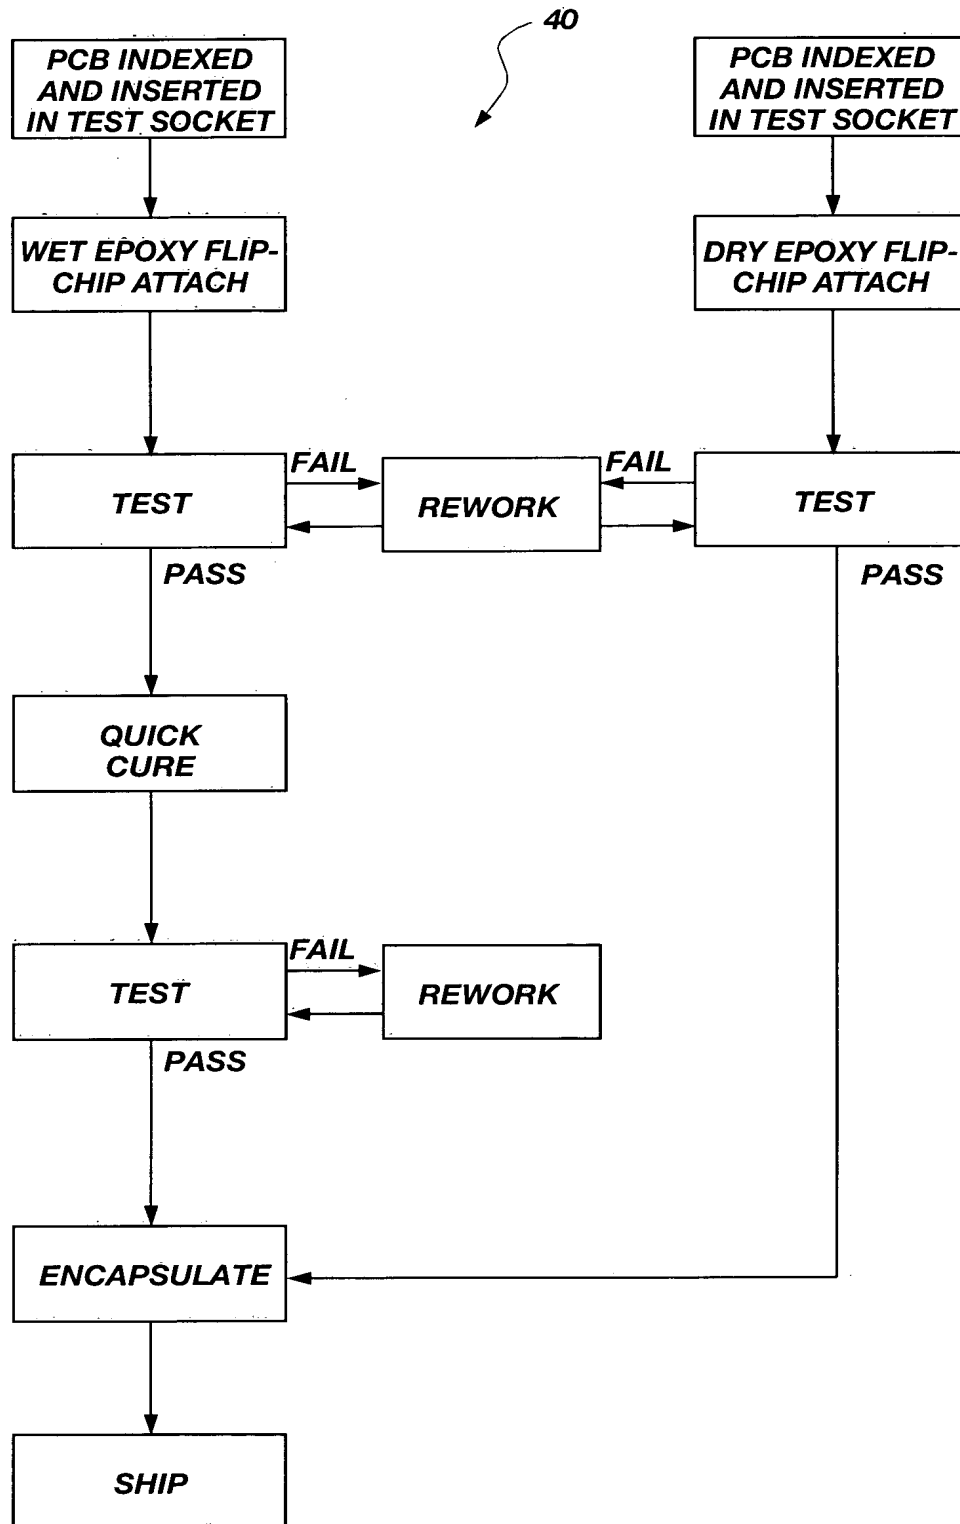 40
PCB INDEXED
AND INSERTED
IN TEST SOCKET
PCB INDEXED
AND INSERTED
IN TEST SOCKET
WET EPOXY FLIP-
CHIP ATTACH
DRY EPOXY FLIP-
CHIP ATTACH
TEST
FAIL
REWORK
FAIL
TEST
PASS
PASS
QUICK
CURE
TEST
FAIL
REWORK
PASS
ENCAPSULATE
SHIP